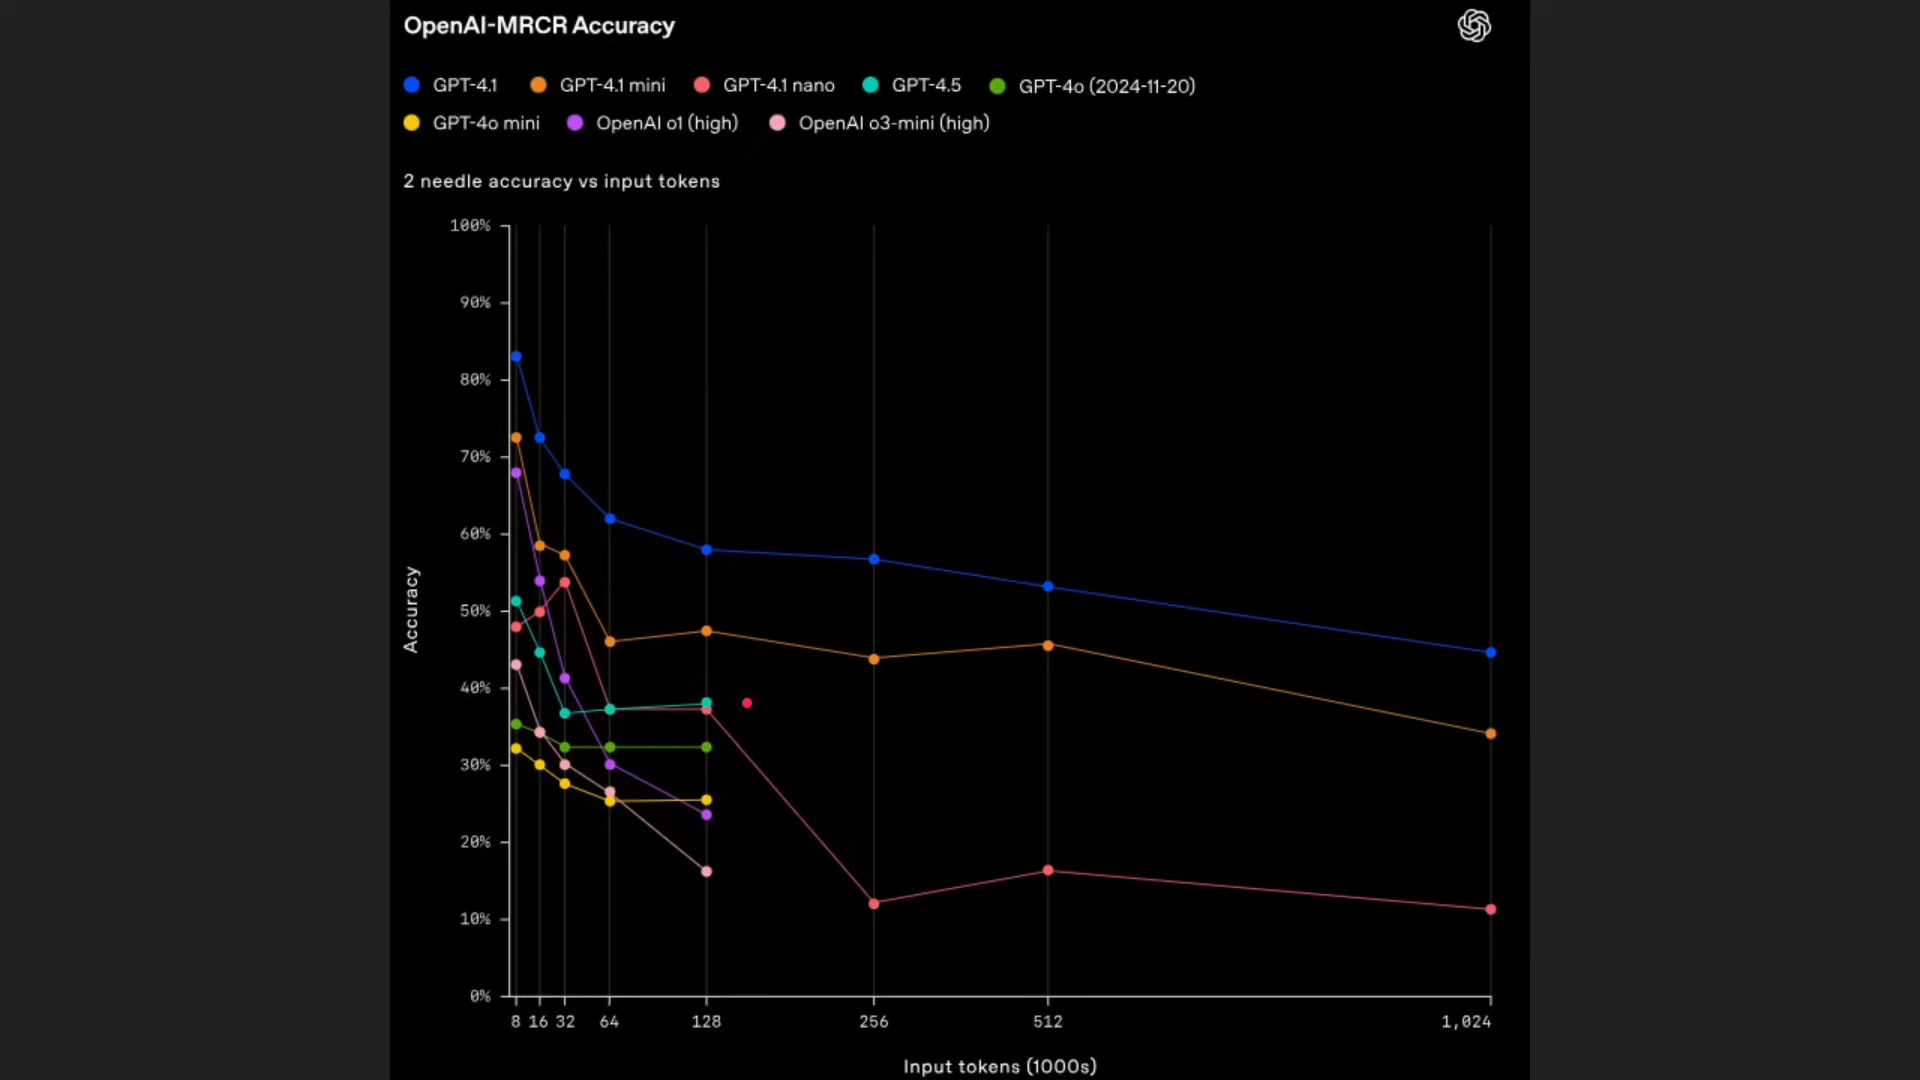 OpenAI-MRCR Accuracy
GPT-4.1 GPT-4.1 mini GPT-4.1 nano GPT-4.5 GPT-4o (2024-11-20)
GPT-4o mini OpenAI o1 (high) OpenAI o3-mini (high)
2 needle accuracy vs input tokens
100%
90%
80%
70%
60%
50%
40%
30%
20%
10%
0%
Accuracy
8 16 32 64 128 256 512 1,024
Input tokens (1000s)